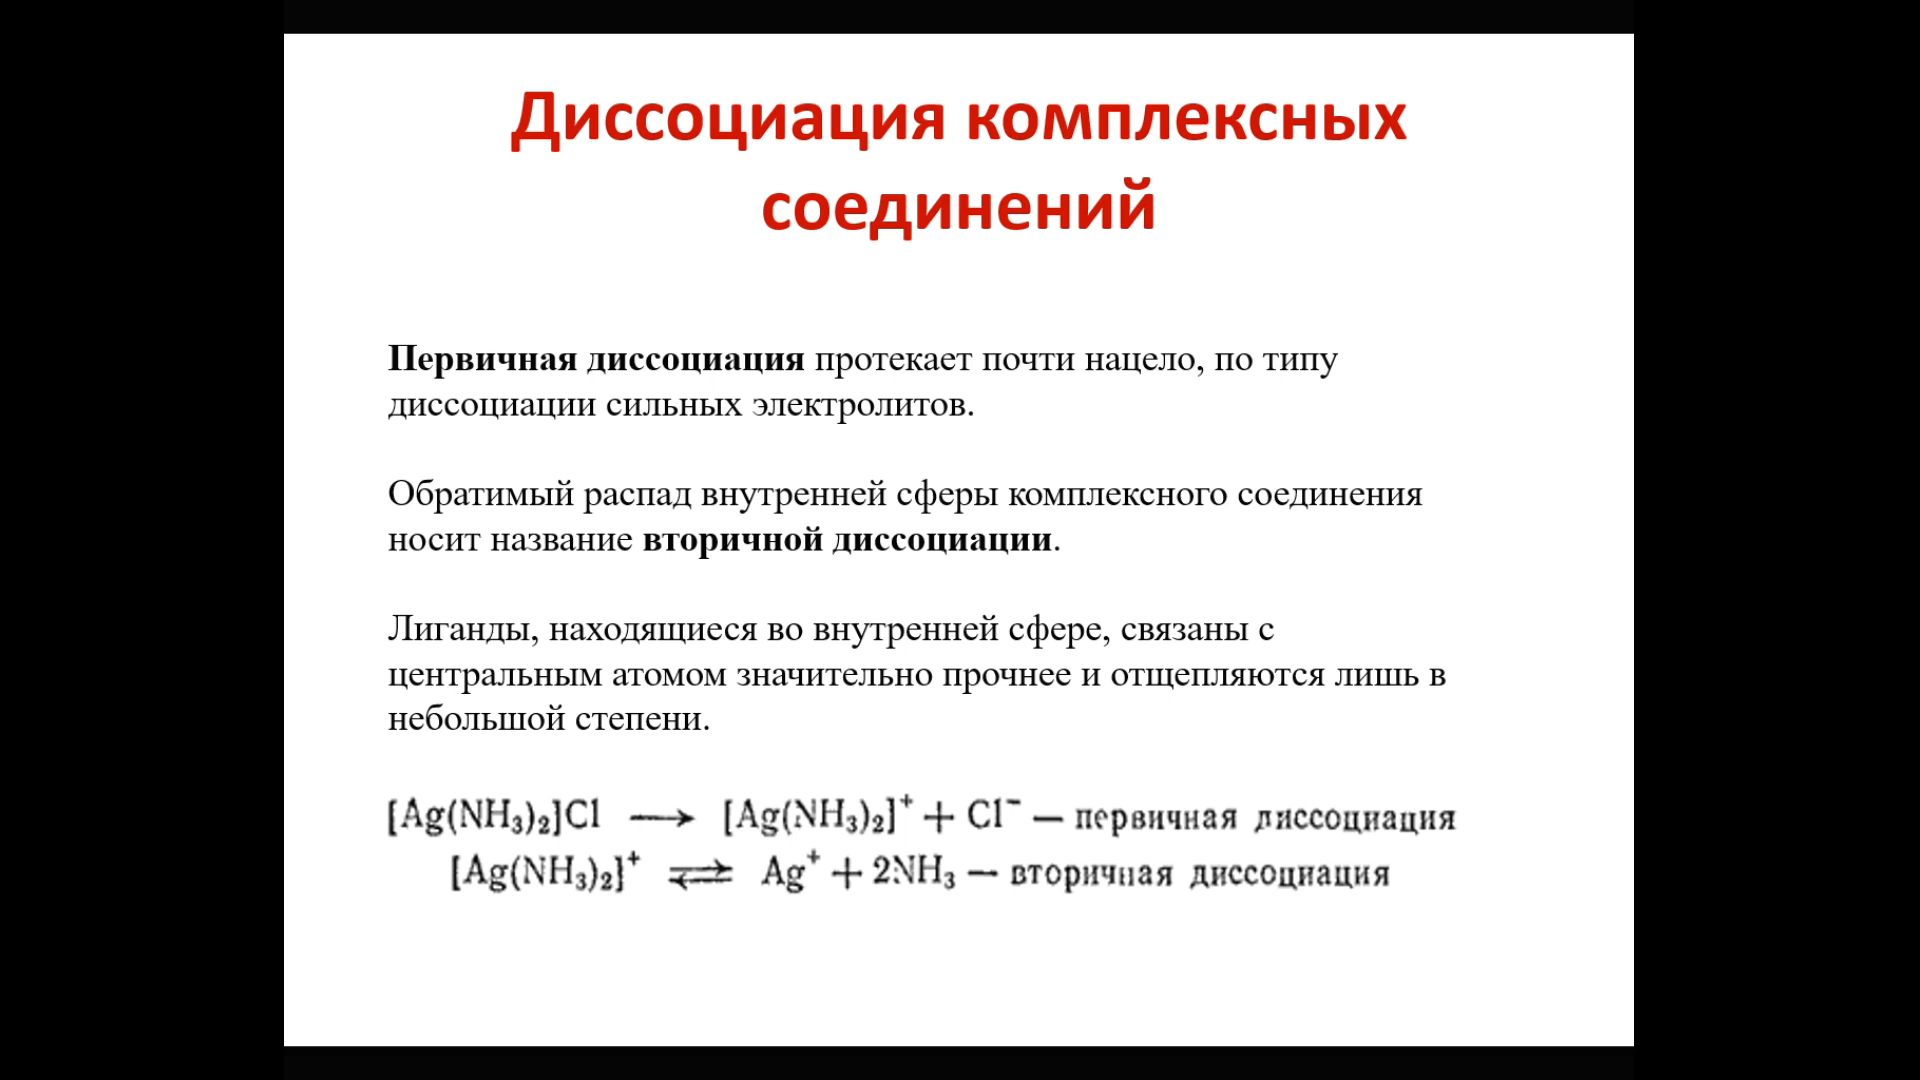 Диссоциация комплексных
соединений
Первичная диссоциация протекает почти нацело, по типу
диссоциации сильных электролитов.
Обратимый распад внутренней сферы комплексного соединения
носит название вторичной диссоциации.
Лиганды, находящиеся во внутренней сфере, связаны с
центральным атомом значительно прочнее и отщепляются лишь в
небольшой степени.
[Ag(NH₃)₂]Cl ⟶ [Ag(NH₃)₂]⁺ + Cl⁻ — первичная диссоциация
[Ag(NH₃)₂]⁺ ⇌ Ag⁺ + 2NH₃ — вторичная диссоциация